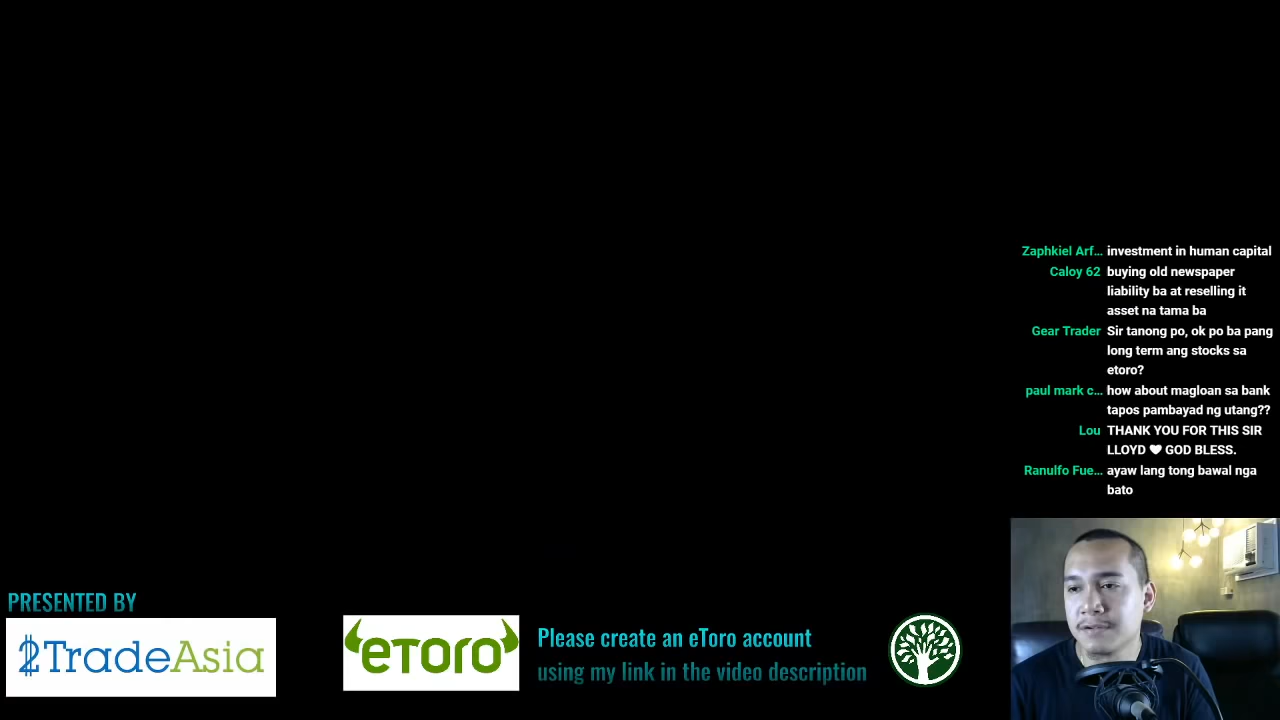 Zaphkiel Arf… investment in human capital
Caloy 62 buying old newspaper
liability ba at reselling it
asset na tama ba
Gear Trader Sir tanong po, ok po ba pang
long term ang stocks sa
etoro?
paul mark c… how about magloan sa bank
tapos pambayad ng utang??
Lou THANK YOU FOR THIS SIR
LLOYD ♥ GOD BLESS.
Ranulfo Fue… ayaw lang tong bawal nga
bato
PRESENTED BY
2TradeAsia
eToro
Please create an eToro account
using my link in the video description